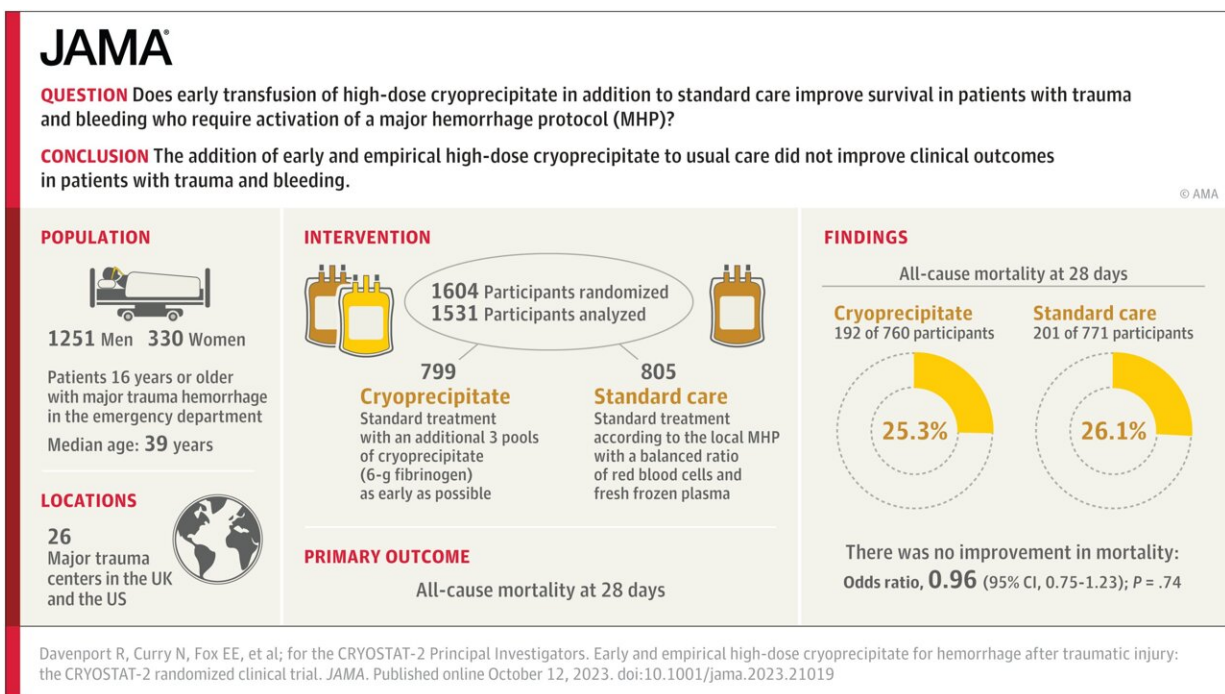 JAMA®
QUESTION Does early transfusion of high-dose cryoprecipitate in addition to standard care improve survival in patients with trauma
and bleeding who require activation of a major hemorrhage protocol (MHP)?
CONCLUSION The addition of early and empirical high-dose cryoprecipitate to usual care did not improve clinical outcomes
in patients with trauma and bleeding.
© AMA
POPULATION
1251 Men 330 Women
Patients 16 years or older
with major trauma hemorrhage
in the emergency department
Median age: 39 years
LOCATIONS
26
Major trauma
centers in the UK
and the US
INTERVENTION
1604 Participants randomized
1531 Participants analyzed
799
Cryoprecipitate
Standard treatment
with an additional 3 pools
of cryoprecipitate
(6-g fibrinogen)
as early as possible
805
Standard care
Standard treatment
according to the local MHP
with a balanced ratio
of red blood cells and
fresh frozen plasma
PRIMARY OUTCOME
All-cause mortality at 28 days
FINDINGS
All-cause mortality at 28 days
Cryoprecipitate
192 of 760 participants
25.3%
Standard care
201 of 771 participants
26.1%
There was no improvement in mortality:
Odds ratio, 0.96 (95% CI, 0.75-1.23); P = .74
Davenport R, Curry N, Fox EE, et al; for the CRYOSTAT-2 Principal Investigators. Early and empirical high-dose cryoprecipitate for hemorrhage after traumatic injury:
the CRYOSTAT-2 randomized clinical trial. JAMA. Published online October 12, 2023. doi:10.1001/jama.2023.21019